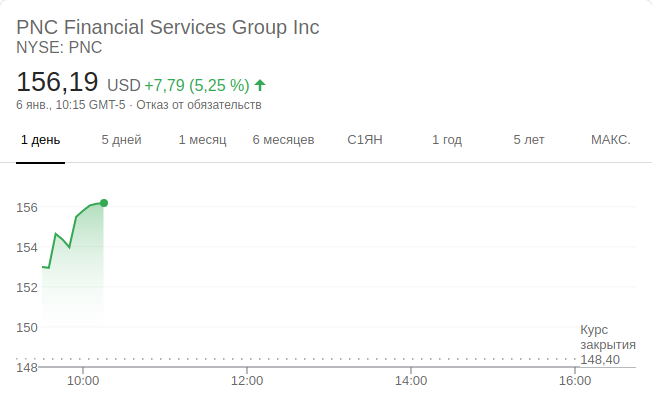 PNC Financial Services Group Inc
NYSE: PNC
156,19 USD +7,79 (5,25 %)
6 янв., 10:15 GMT-5 · Отказ от обязательств
1 день 5 дней 1 месяц 6 месяцев С1ЯН 1 год 5 лет МАКС.
156
154
152
150
Курс
закрытия
148,40
148
10:00 12:00 14:00 16:00